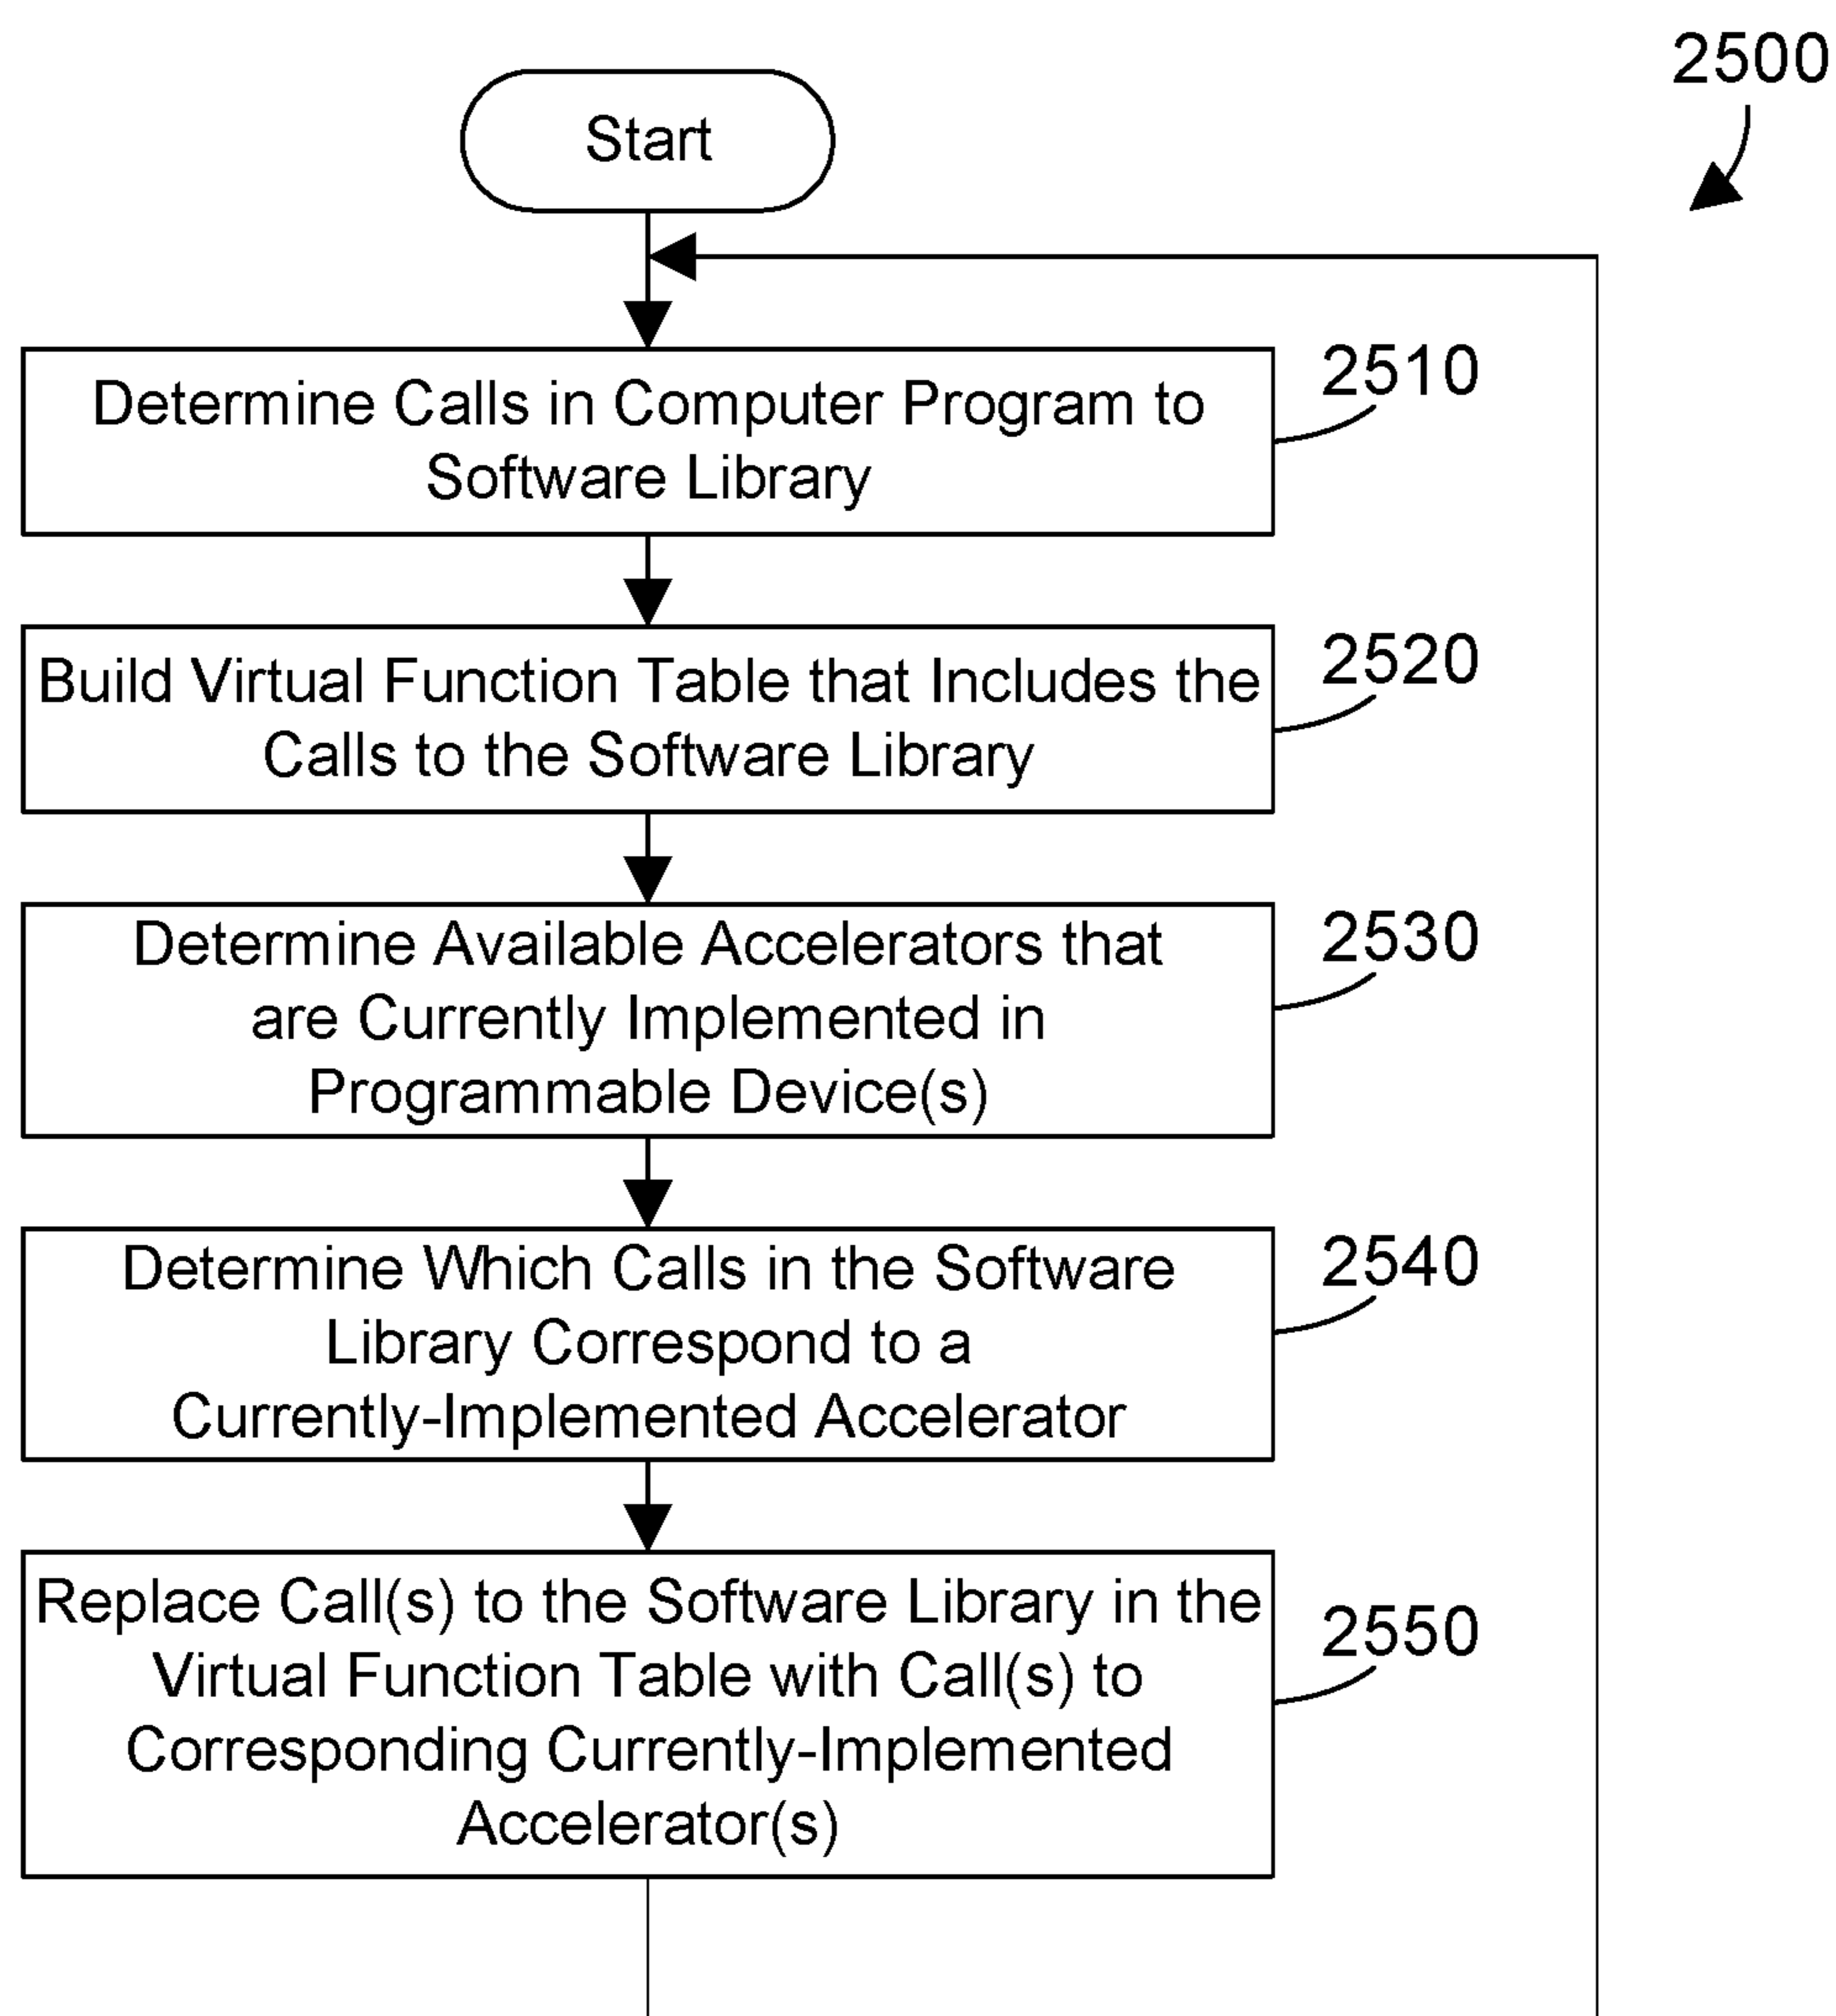 2500
Start
Determine Calls in Computer Program to
Software Library
2510
Build Virtual Function Table that Includes the
Calls to the Software Library
2520
Determine Available Accelerators that
are Currently Implemented in
Programmable Device(s)
2530
Determine Which Calls in the Software
Library Correspond to a
Currently-Implemented Accelerator
2540
Replace Call(s) to the Software Library in the
Virtual Function Table with Call(s) to
Corresponding Currently-Implemented
Accelerator(s)
2550